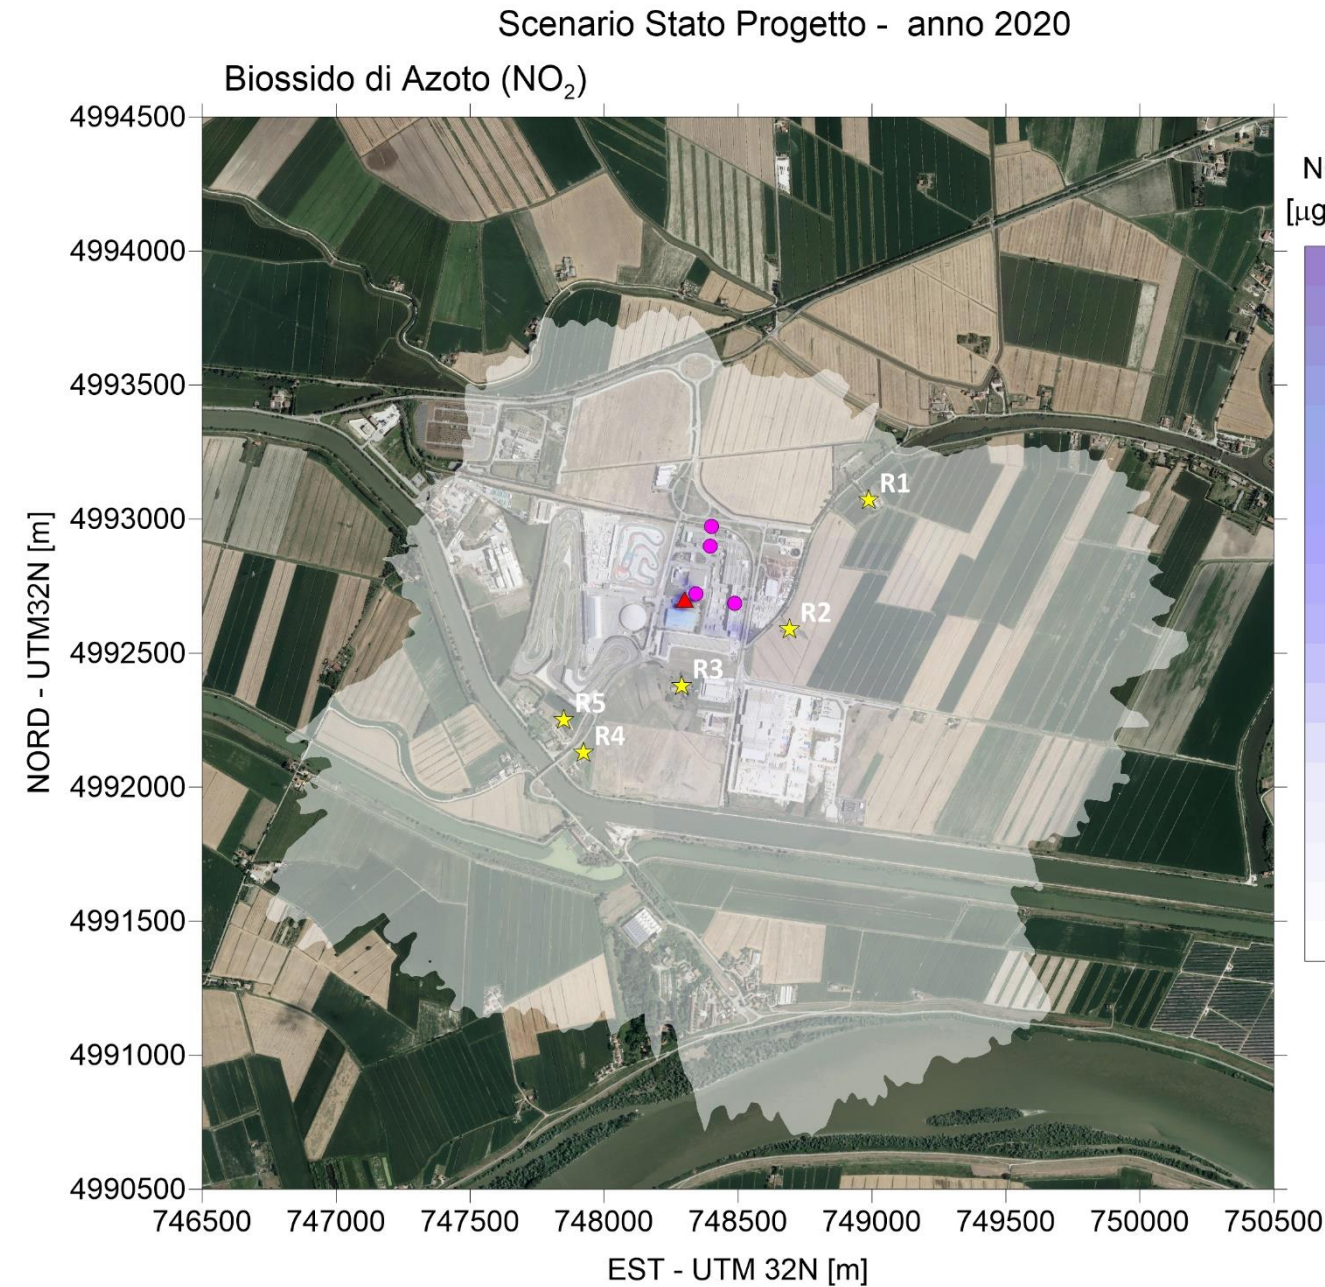 Scenario Stato Progetto - anno 2020
Biossido di Azoto (NO₂)
N
[µg
4994500
4994000
4993500
4993000
4992500
4992000
4991500
4991000
4990500
NORD - UTM32N [m]
R1
R2
R3
R5
R4
746500 747000 747500 748000 748500 749000 749500 750000 750500
EST - UTM 32N [m]